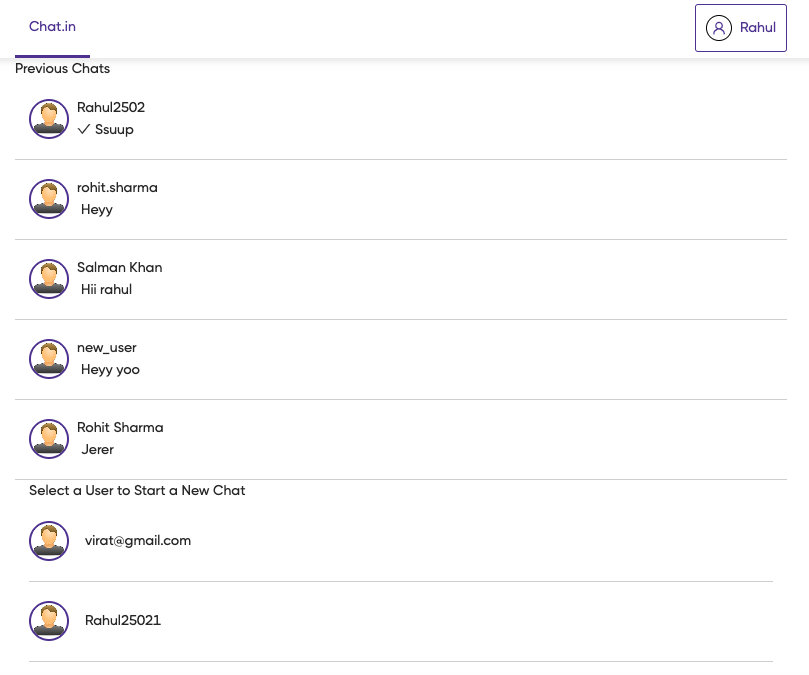 Chat.in
Rahul
Previous Chats
Rahul2502
Ssuup
rohit.sharma
Heyy
Salman Khan
Hii rahul
new_user
Heyy yoo
Rohit Sharma
Jerer
Select a User to Start a New Chat
virat@gmail.com
Rahul25021